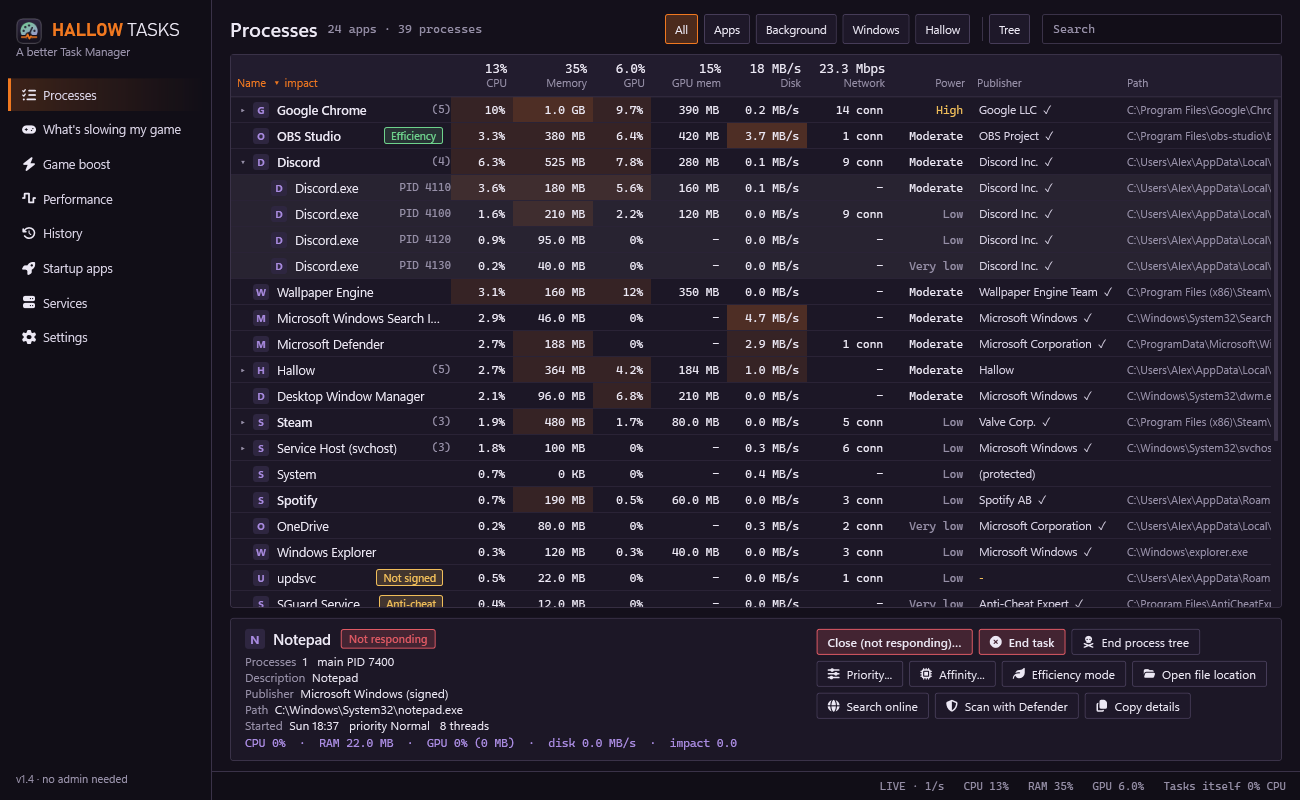 HALLOW TASKS
A better Task Manager
Processes
What's slowing my game
Game boost
Performance
History
Startup apps
Services
Settings
v1.4 · no admin needed
Processes 24 apps · 39 processes
All Apps Background Windows Hallow Tree Search
13% 35% 6.0% 15% 18 MB/s 23.3 Mbps
Name ▾ impact CPU Memory GPU GPU mem Disk Network Power Publisher Path
▸ G Google Chrome (5) 10% 1.0 GB 9.7% 390 MB 0.2 MB/s 14 conn High Google LLC ✓ C:\Program Files\Google\Chrc
O OBS Studio Efficiency 3.3% 380 MB 6.4% 420 MB 3.7 MB/s 1 conn Moderate OBS Project ✓ C:\Program Files\obs-studio\b
▾ D Discord (4) 6.3% 525 MB 7.8% 280 MB 0.1 MB/s 9 conn Moderate Discord Inc. ✓ C:\Users\Alex\AppData\Local\
D Discord.exe PID 4110 3.6% 180 MB 5.6% 160 MB 0.1 MB/s – Moderate Discord Inc. ✓ C:\Users\Alex\AppData\Local\
D Discord.exe PID 4100 1.6% 210 MB 2.2% 120 MB 0.0 MB/s 9 conn Low Discord Inc. ✓ C:\Users\Alex\AppData\Local\
D Discord.exe PID 4120 0.9% 95.0 MB 0% – 0.0 MB/s – Low Discord Inc. ✓ C:\Users\Alex\AppData\Local\
D Discord.exe PID 4130 0.2% 40.0 MB 0% – 0.0 MB/s – Very low Discord Inc. ✓ C:\Users\Alex\AppData\Local\
W Wallpaper Engine 3.1% 160 MB 12% 350 MB 0.0 MB/s – Moderate Wallpaper Engine Team ✓ C:\Program Files (x86)\Steam\
M Microsoft Windows Search I... 2.9% 46.0 MB 0% – 4.7 MB/s – Moderate Microsoft Windows ✓ C:\Windows\System32\Search
M Microsoft Defender 2.7% 188 MB 0% – 2.9 MB/s 1 conn Moderate Microsoft Corporation ✓ C:\ProgramData\Microsoft\Wi
▸ H Hallow (5) 2.7% 364 MB 4.2% 184 MB 1.0 MB/s – Moderate Hallow C:\Users\Alex\AppData\Local\
D Desktop Window Manager 2.1% 96.0 MB 6.8% 210 MB 0.0 MB/s – Moderate Microsoft Windows ✓ C:\Windows\System32\dwm.e
▸ S Steam (3) 1.9% 480 MB 1.7% 80.0 MB 0.0 MB/s 5 conn Low Valve Corp. ✓ C:\Program Files (x86)\Steam\
▸ S Service Host (svchost) (3) 1.8% 100 MB 0% – 0.3 MB/s 6 conn Low Microsoft Windows ✓ C:\Windows\System32\svchos
S System 0.7% 0 KB 0% – 0.4 MB/s – Low (protected)
S Spotify 0.7% 190 MB 0.5% 60.0 MB 0.0 MB/s 3 conn Low Spotify AB ✓ C:\Users\Alex\AppData\Roam
O OneDrive 0.2% 80.0 MB 0% – 0.3 MB/s 2 conn Very low Microsoft Corporation ✓ C:\Users\Alex\AppData\Local\
W Windows Explorer 0.3% 120 MB 0.3% 40.0 MB 0.0 MB/s 3 conn Low Microsoft Windows ✓ C:\Windows\explorer.exe
U updsvc Not signed 0.5% 22.0 MB 0% – 0.0 MB/s 1 conn Low - C:\Users\Alex\AppData\Roam
S SGuard Service Anti-cheat 0.4% 12.0 MB 0% – 0.0 MB/s – Very low Anti-Cheat Expert ✓ C:\Program Files\AntiCheatExp
N Notepad Not responding
Processes 1 main PID 7400
Description Notepad
Publisher Microsoft Windows (signed)
Path C:\Windows\System32\notepad.exe
Started Sun 18:37 priority Normal 8 threads
CPU 0% · RAM 22.0 MB · GPU 0% (0 MB) · disk 0.0 MB/s · impact 0.0
Close (not responding)... End task End process tree
Priority... Affinity... Efficiency mode Open file location
Search online Scan with Defender Copy details
LIVE · 1/s CPU 13% RAM 35% GPU 6.0% Tasks itself 0% CPU